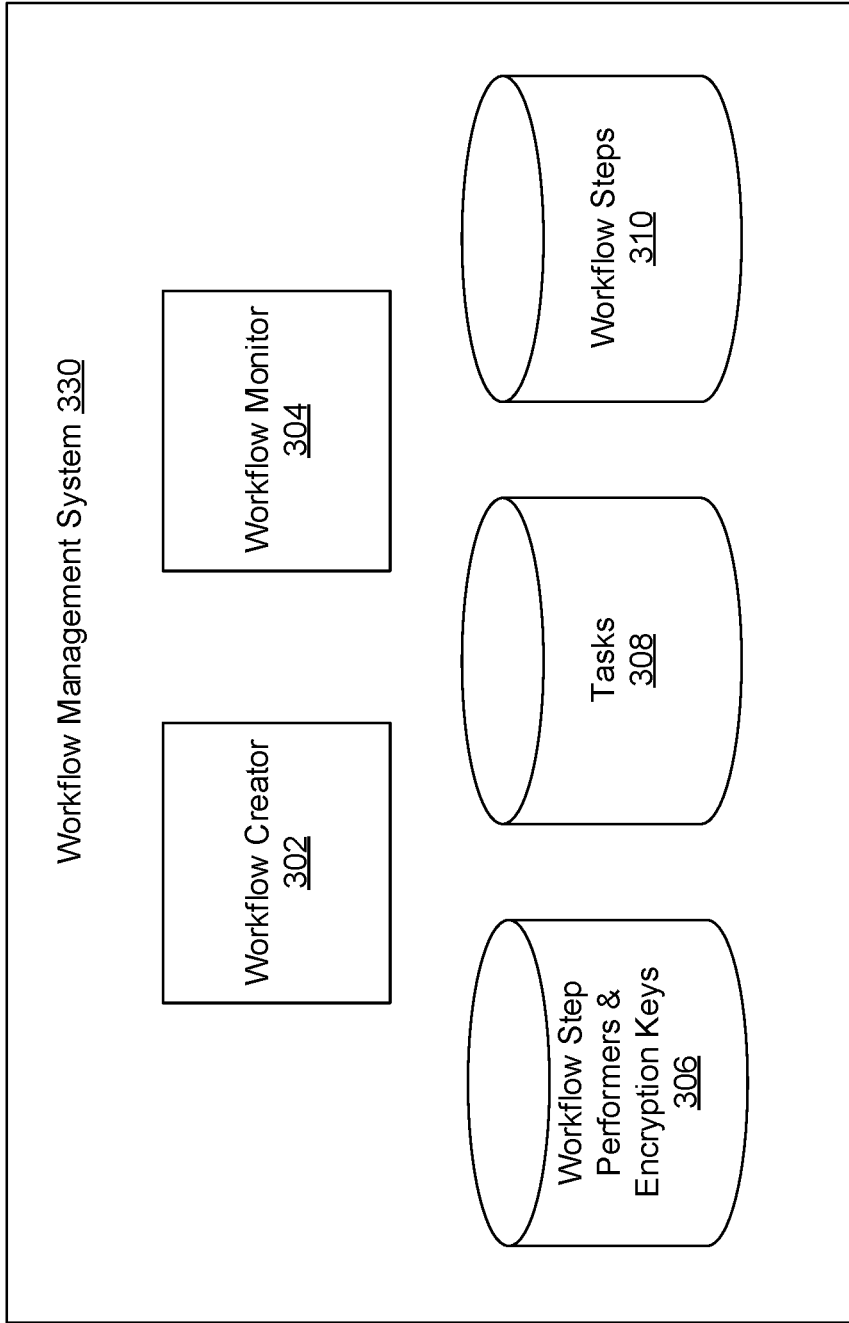 Workflow Management System 330
Workflow Creator
302
Workflow Monitor
304
Workflow Step
Performers &
Encryption Keys
306
Tasks
308
Workflow Steps
310